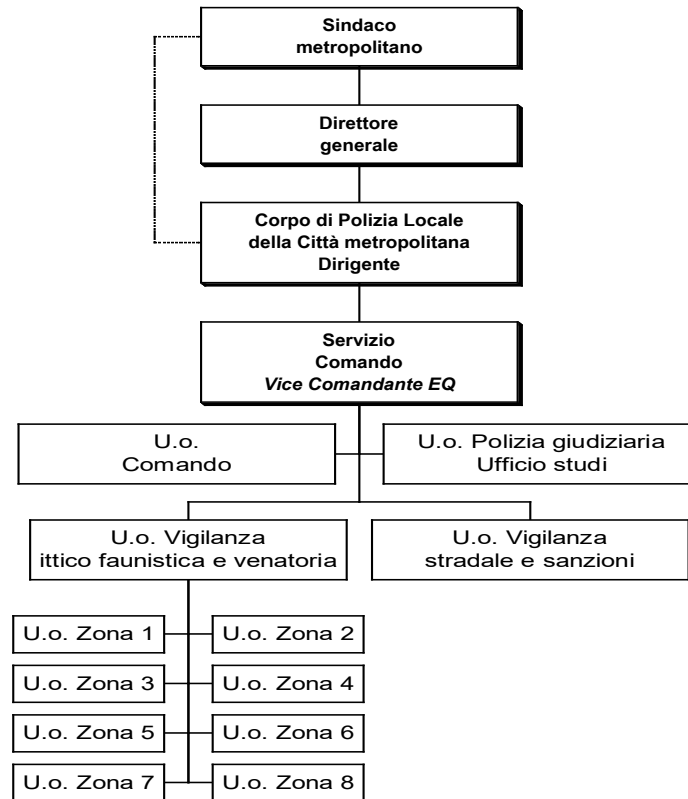 Sindaco
metropolitano
Direttore
generale
Corpo di Polizia Locale
della Città metropolitana
Dirigente
Servizio
Comando
Vice Comandante EQ
U.o.
Comando
U.o. Polizia giudiziaria
Ufficio studi
U.o. Vigilanza
ittico faunistica e venatoria
U.o. Vigilanza
stradale e sanzioni
U.o. Zona 1
U.o. Zona 2
U.o. Zona 3
U.o. Zona 4
U.o. Zona 5
U.o. Zona 6
U.o. Zona 7
U.o. Zona 8